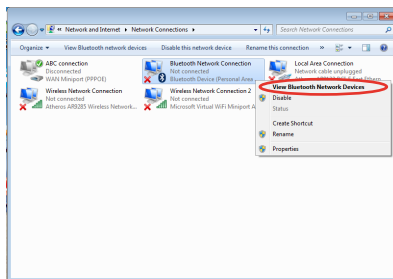 « Network and Internet ▸ Network Connections ▸
Search Network Connections
Organize ▾ View Bluetooth network devices Disable this network device Rename this connection »
ABC connection
Disconnected
WAN Miniport (PPPOE)
Bluetooth Network Connection
Not connected
Bluetooth Device (Personal Area
Local Area Connection
Network cable unplugged
View Bluetooth Network Devices
Disable
Status
Create Shortcut
Rename
Properties
Wireless Network Connection
Not connected
Atheros AR9285 Wireless Network...
Wireless Network Connection 2
Not connected
Microsoft Virtual WiFi Miniport A